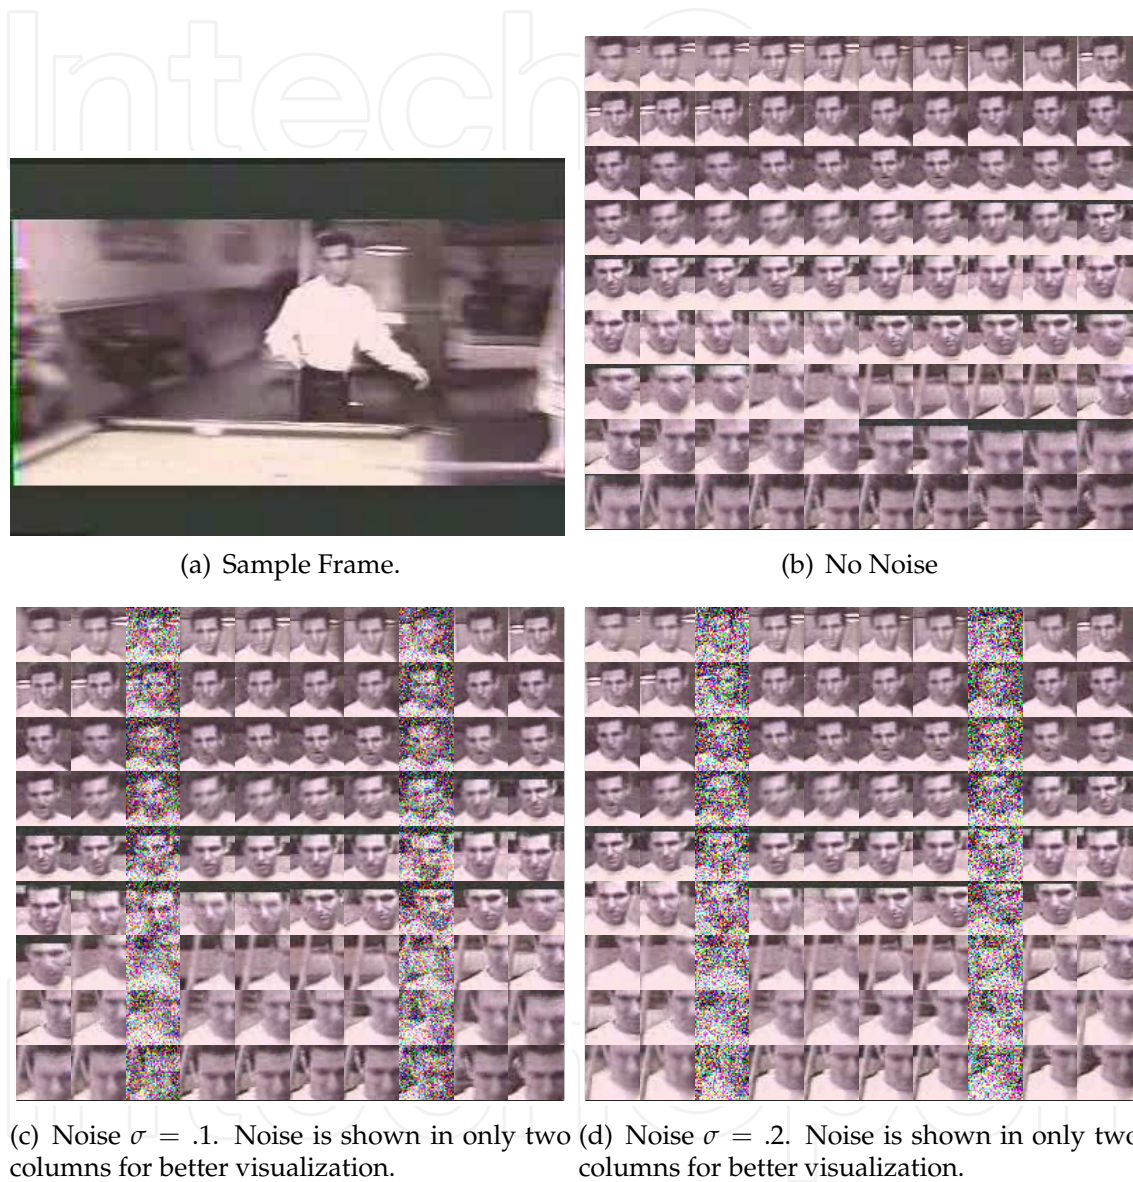 Intech
(a) Sample Frame.
(b) No Noise
(c) Noise σ = .1. Noise is shown in only two
columns for better visualization.
(d) Noise σ = .2. Noise is shown in only two
columns for better visualization.